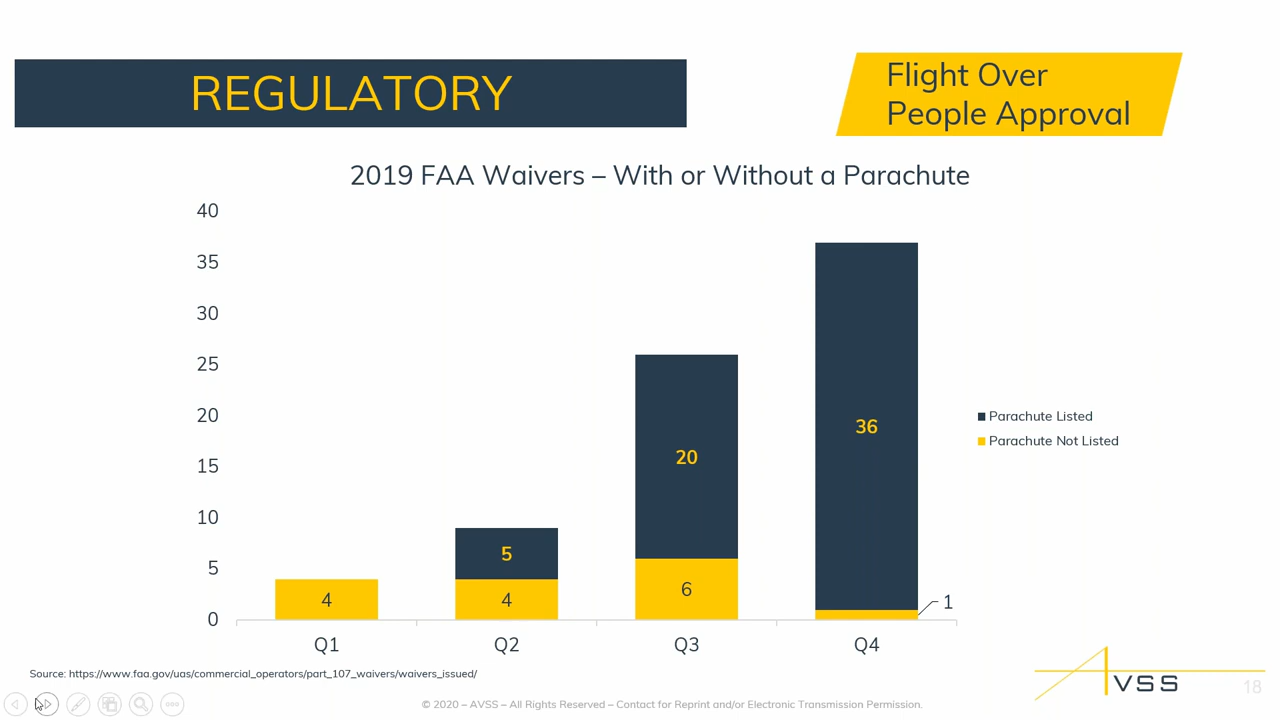 REGULATORY
Flight Over
People Approval
2019 FAA Waivers – With or Without a Parachute
40
35
30
25
20
15
10
5
0
4
5
4
20
6
36
1
Q1
Q2
Q3
Q4
Parachute Listed
Parachute Not Listed
Source: https://www.faa.gov/uas/commercial_operators/part_107_waivers/waivers_issued/
© 2020 – AVSS – All Rights Reserved – Contact for Reprint and/or Electronic Transmission Permission.
AVSS
18